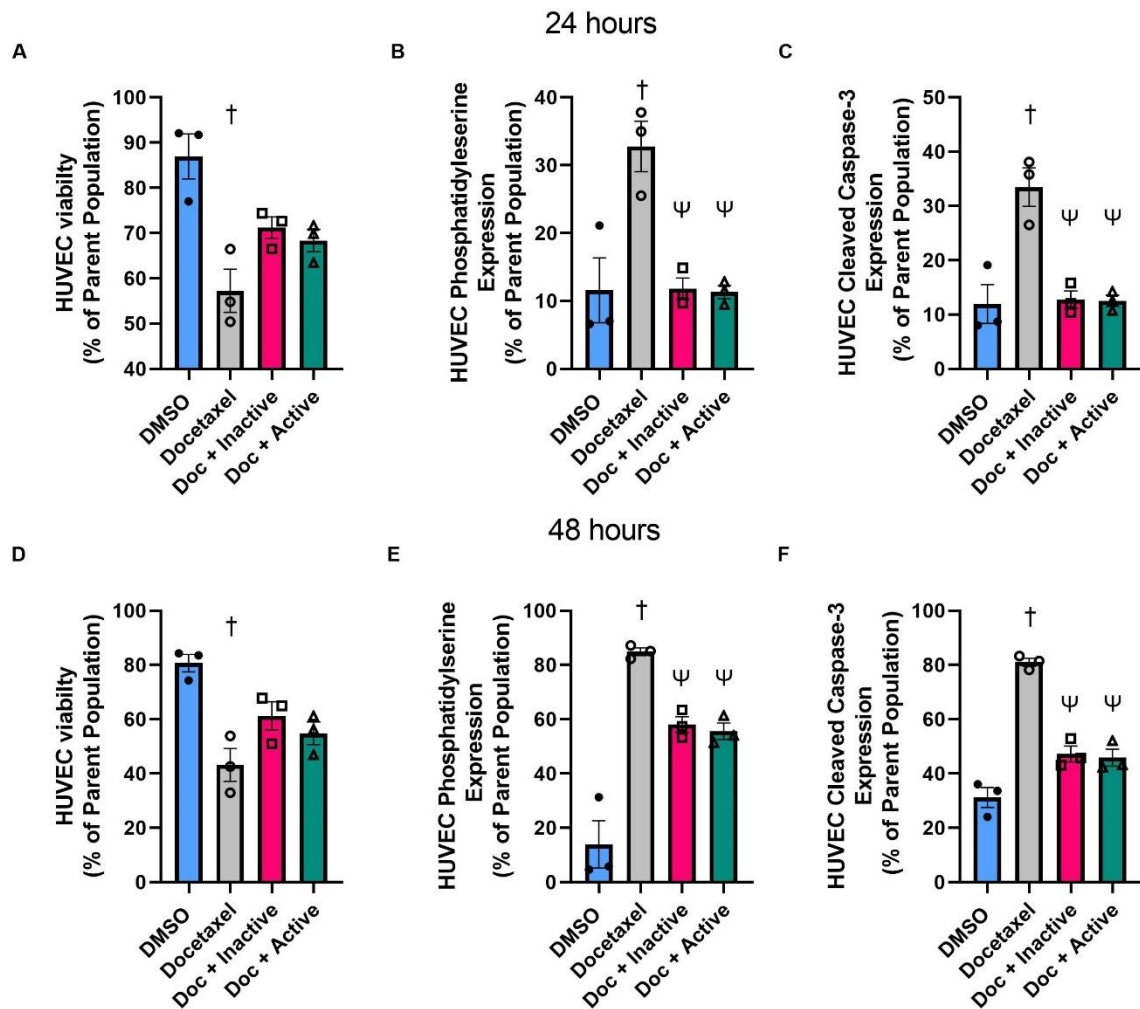 24 hours
A
HUVEC viabilty
(% of Parent Population)
100
90
80
70
60
50
40
†
DMSO
Docetaxel
Doc + Inactive
Doc + Active
B
HUVEC Phosphatidyleserine
Expression
(% of Parent Population)
40
30
20
10
0
†
Ψ
Ψ
DMSO
Docetaxel
Doc + Inactive
Doc + Active
C
HUVEC Cleaved Caspase-3
Expression
(% of Parent Population)
50
40
30
20
10
0
†
Ψ
Ψ
DMSO
Docetaxel
Doc + Inactive
Doc + Active
48 hours
D
HUVEC viabilty
(% of Parent Population)
100
80
60
40
20
0
†
DMSO
Docetaxel
Doc + Inactive
Doc + Active
E
HUVEC Phosphatidylserine
Expression
(% of Parent Population)
100
80
60
40
20
0
†
Ψ
Ψ
DMSO
Docetaxel
Doc + Inactive
Doc + Active
F
HUVEC Cleaved Caspase-3
Expression
(% of Parent Population)
100
80
60
40
20
0
†
Ψ
Ψ
DMSO
Docetaxel
Doc + Inactive
Doc + Active